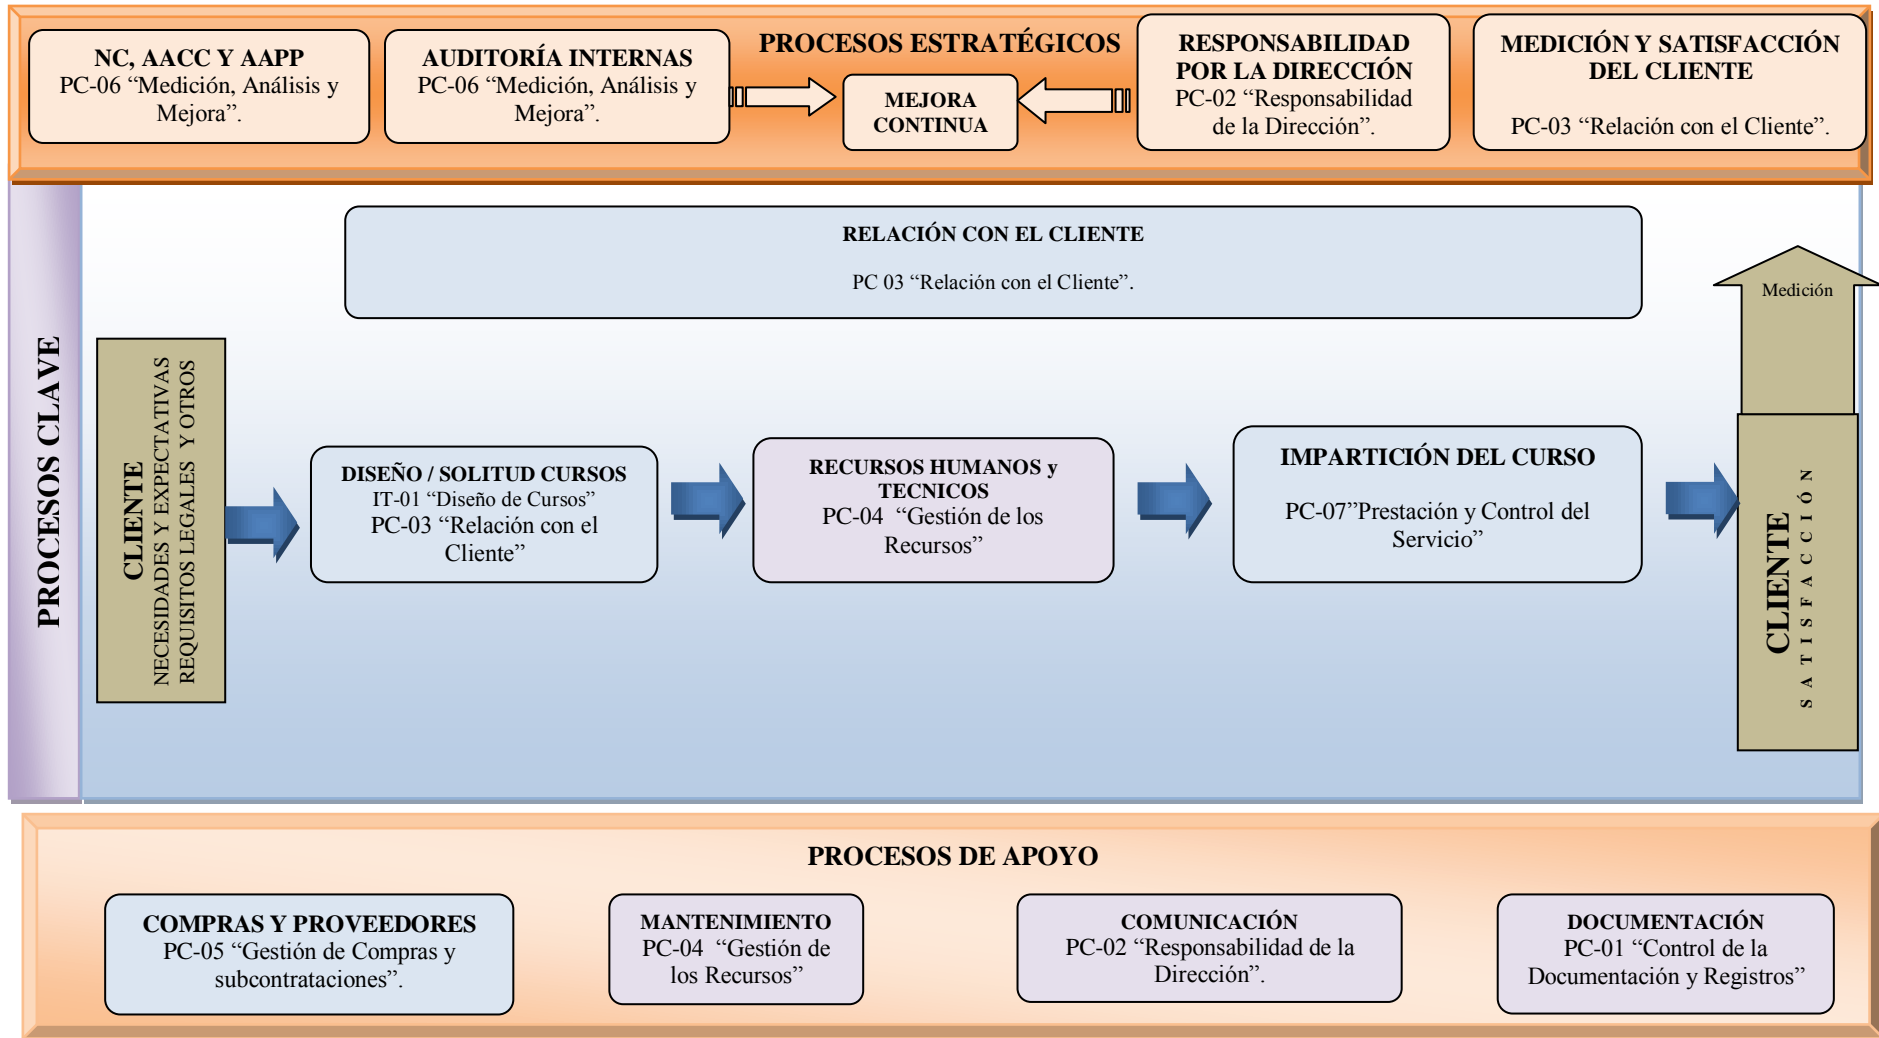 PROCESOS ESTRATÉGICOS
NC, AACC Y AAPP
PC-06 “Medición, Análisis y
Mejora”.
AUDITORÍA INTERNAS
PC-06 “Medición, Análisis y
Mejora”.
MEJORA
CONTINUA
RESPONSABILIDAD
POR LA DIRECCIÓN
PC-02 “Responsabilidad
de la Dirección”.
MEDICIÓN Y SATISFACCIÓN
DEL CLIENTE
PC-03 “Relación con el Cliente”.
PROCESOS CLAVE
RELACIÓN CON EL CLIENTE
PC 03 “Relación con el Cliente”.
CLIENTE
NECESIDADES Y EXPECTATIVAS
REQUISITOS LEGALES Y OTROS
DISEÑO / SOLITUD CURSOS
IT-01 “Diseño de Cursos”
PC-03 “Relación con el
Cliente”
RECURSOS HUMANOS y
TECNICOS
PC-04 “Gestión de los
Recursos”
IMPARTICIÓN DEL CURSO
PC-07”Prestación y Control del
Servicio”
Medición
CLIENTE
SATISFACCIÓN
PROCESOS DE APOYO
COMPRAS Y PROVEEDORES
PC-05 “Gestión de Compras y
subcontrataciones”.
MANTENIMIENTO
PC-04 “Gestión de
los Recursos”
COMUNICACIÓN
PC-02 “Responsabilidad de la
Dirección”.
DOCUMENTACIÓN
PC-01 “Control de la
Documentación y Registros”